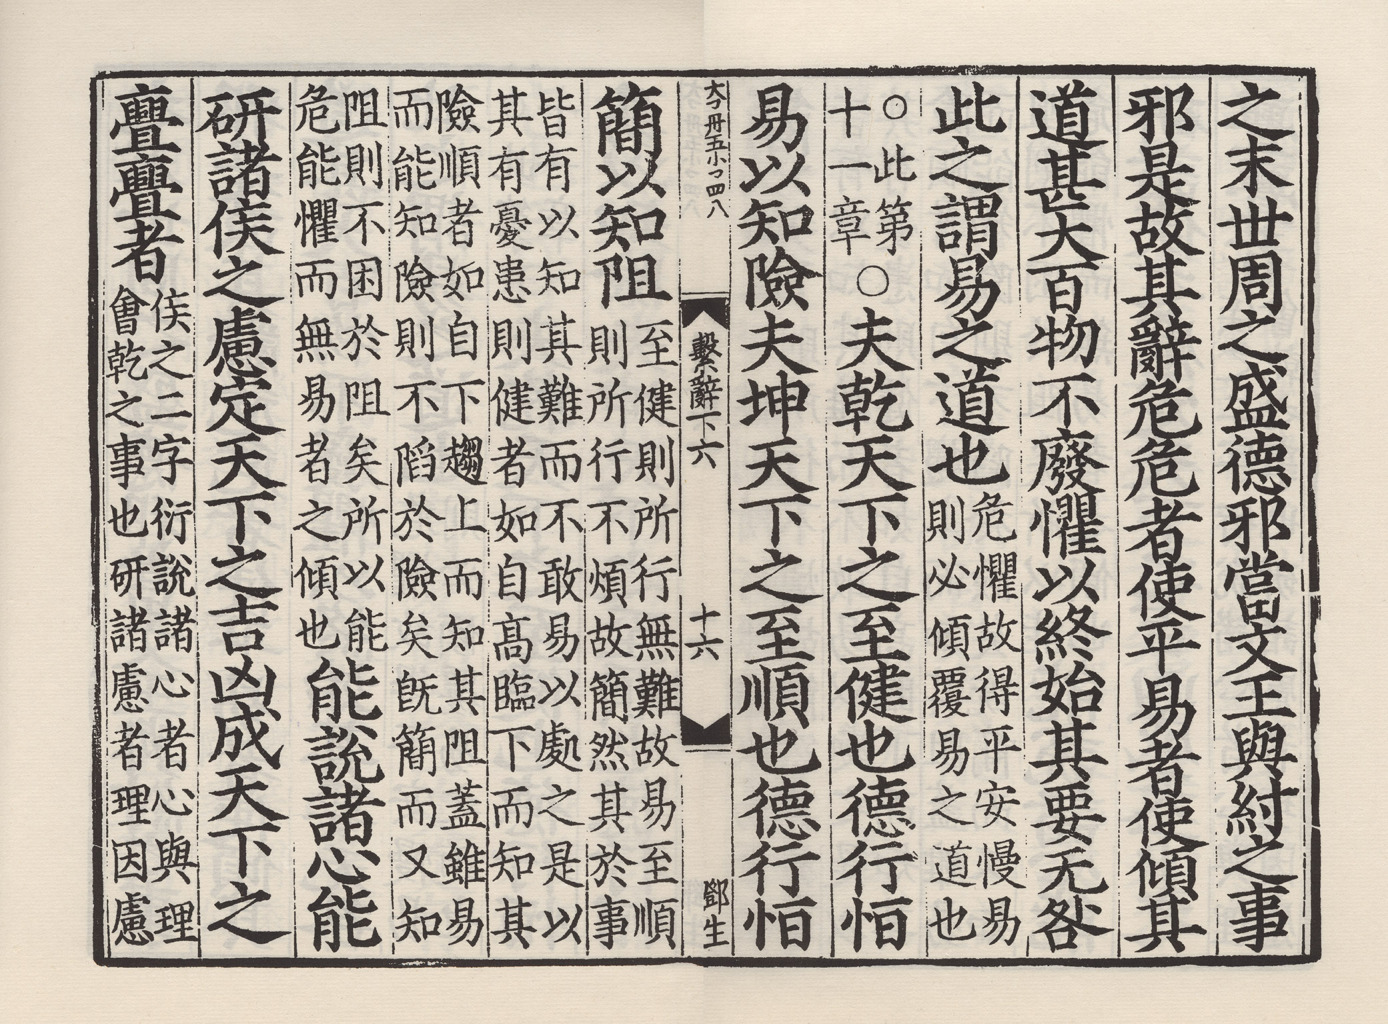 之末丗周之盛德邪當文王與紂之事
邪是故其辭危危者使平易者使傾其
道甚大百物不廢懼以終始其要无咎
此之謂易之道也
危懼故得平安慢易
則必傾覆易之道也
○此第
十一章
○夫乾天下之至健也德行恒
易以知險夫坤天下之至順也德行恒
大
繫辭下六
十六
鄧生
簡以知阻
至健則所行無難故易至順
則所行不煩故簡然其於事
皆有以知其難而不敢易以處之是以
其有憂患則健者如自髙臨下而知其
險順者如自下趨上而知其阻蓋雖易
而能知險則不䧟於險矣旣簡而又知
阻則不困於阻矣所以能
危能懼而無易者之傾也
能說諸心能
研諸侯之慮定天下之吉凶成天下之
亹亹者
侯之二字衍說諸心者心與理
會乾之事也研諸慮者理因慮